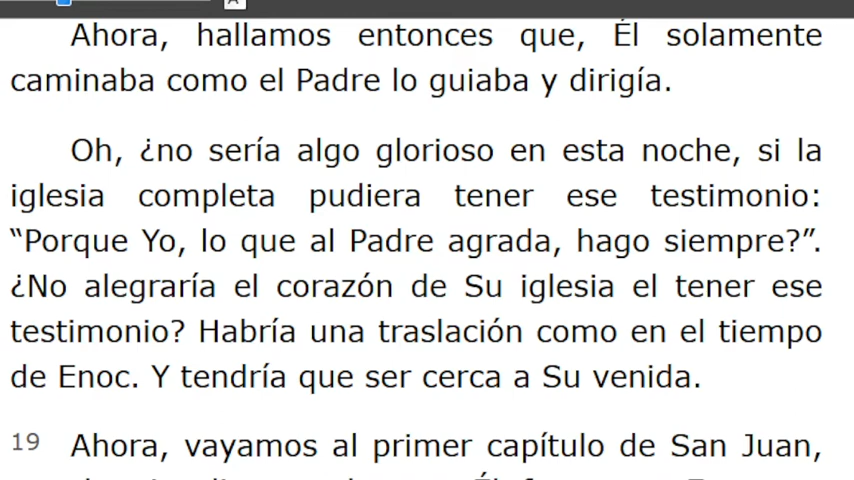 Ahora, hallamos entonces que, Él solamente
caminaba como el Padre lo guiaba y dirigía.
Oh, ¿no sería algo glorioso en esta noche, si la
iglesia completa pudiera tener ese testimonio:
“Porque Yo, lo que al Padre agrada, hago siempre?”.
¿No alegraría el corazón de Su iglesia el tener ese
testimonio? Habría una traslación como en el tiempo
de Enoc. Y tendría que ser cerca a Su venida.
19 Ahora, vayamos al primer capítulo de San Juan,